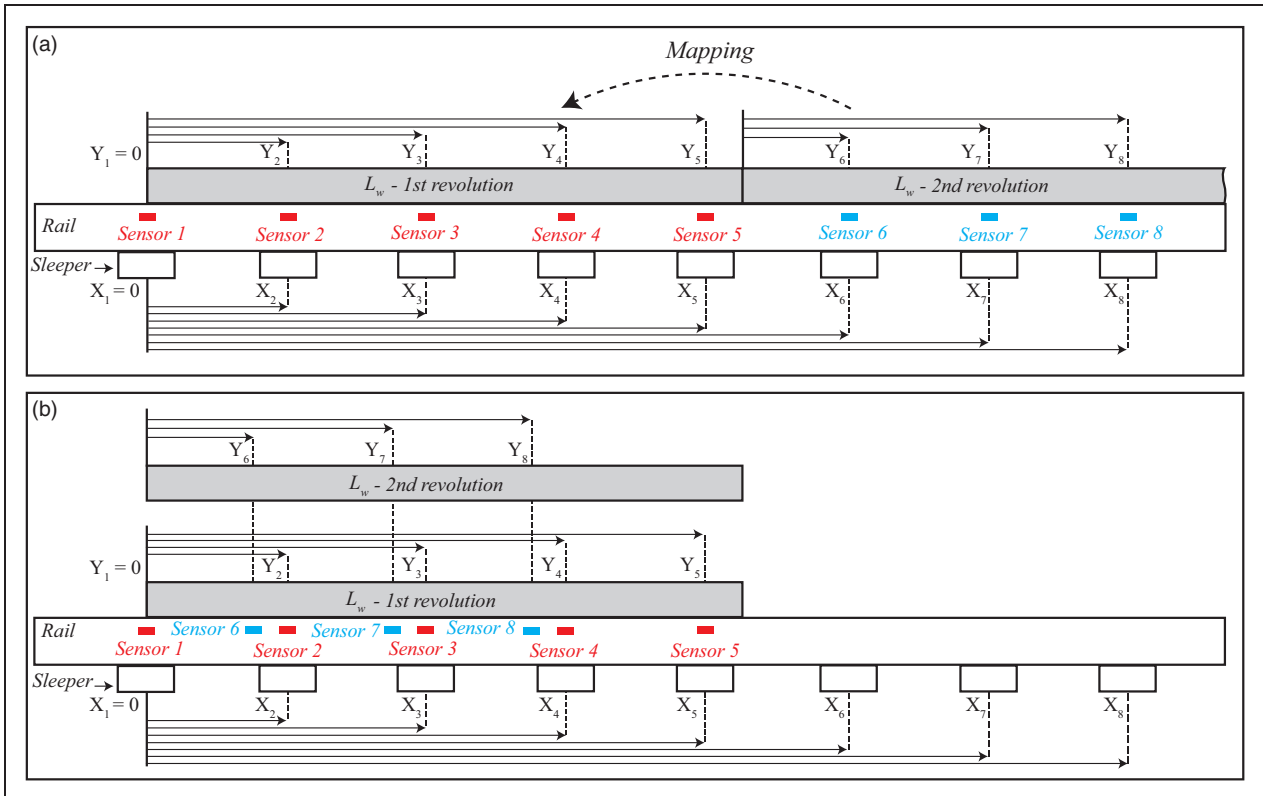 (a)
Mapping
Y₁ = 0 Y₂ Y₃ Y₄ Y₅ Y₆ Y₇ Y₈
L_w - 1st revolution L_w - 2nd revolution
Rail
Sensor 1 Sensor 2 Sensor 3 Sensor 4 Sensor 5 Sensor 6 Sensor 7 Sensor 8
Sleeper
X₁ = 0 X₂ X₃ X₄ X₅ X₆ X₇ X₈
(b)
Y₆ Y₇ Y₈
L_w - 2nd revolution
Y₁ = 0 Y₂ Y₃ Y₄ Y₅
L_w - 1st revolution
Rail Sensor 6 Sensor 7 Sensor 8
Sensor 1 Sensor 2 Sensor 3 Sensor 4 Sensor 5
Sleeper
X₁ = 0 X₂ X₃ X₄ X₅ X₆ X₇ X₈